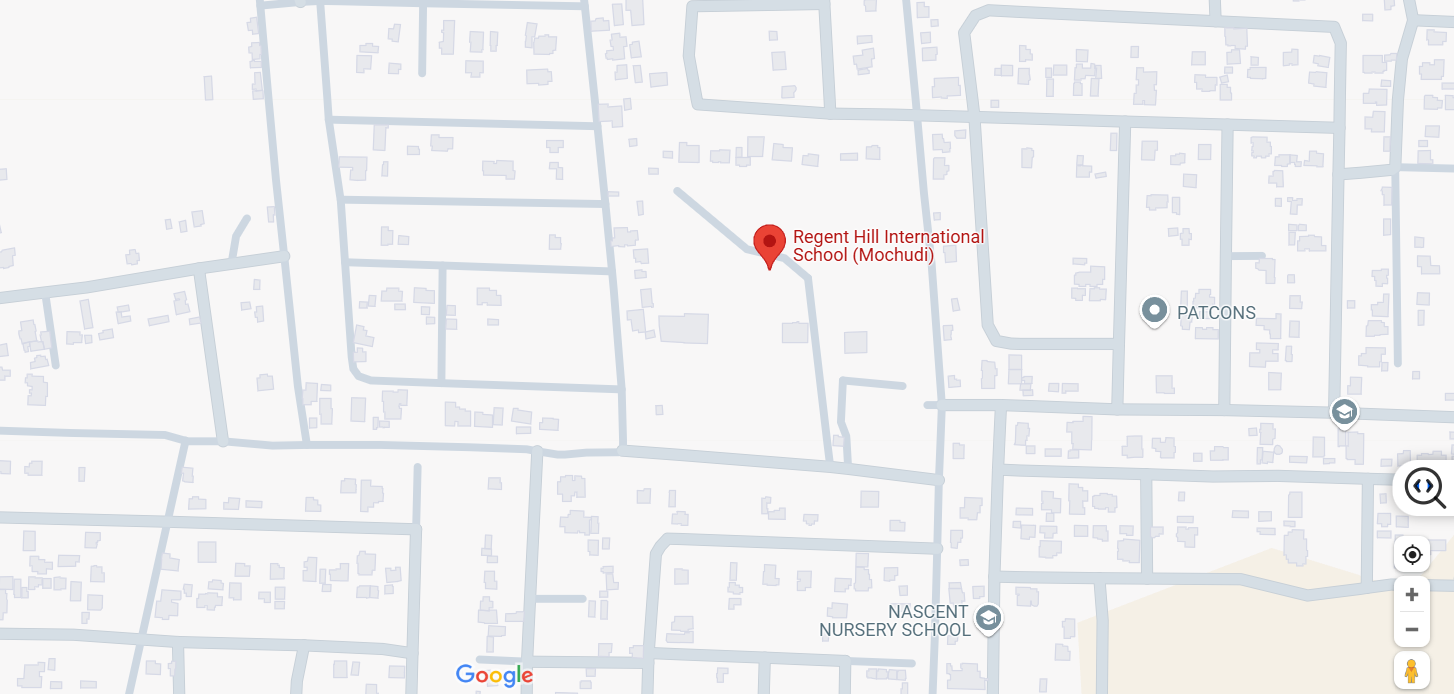 Regent Hill International
School (Mochudi)
PATCONS
NASCENT
NURSERY SCHOOL
Google